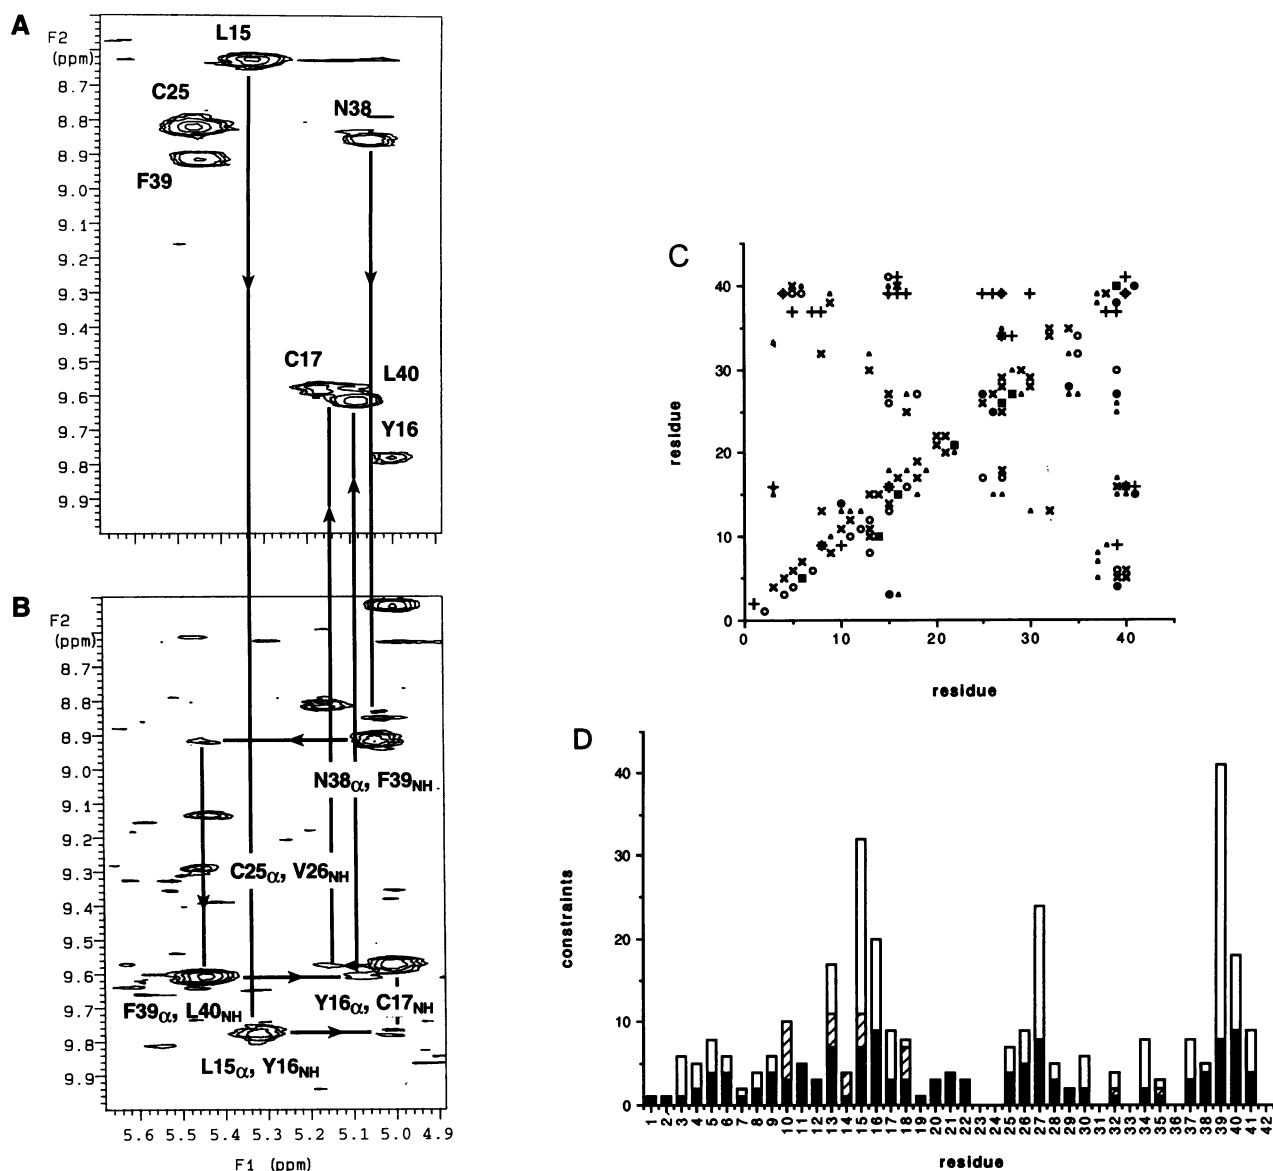 A
F2
(ppm)
8.7
8.8
8.9
9.0
9.1
9.2
9.3
9.4
9.5
9.6
9.7
9.8
9.9
L15
C25
N38
F39
C17
L40
Y16
B
F2
(ppm)
8.7
8.8
8.9
9.0
9.1
9.2
9.3
9.4
9.5
9.6
9.7
9.8
9.9
N38α, F39NH
C25α, V26NH
F39α, L40NH
Y16α, C17NH
L15α, Y16NH
5.6 5.5 5.4 5.3 5.2 5.1 5.0 4.9
F1 (ppm)
C
residue
40
30
20
10
0
0 10 20 30 40
residue
D
constraints
40
30
20
10
0
1 2 3 4 5 6 7 8 9 10 11 12 13 14 15 16 17 18 19 20 21 22 23 24 25 26 27 28 29 30 31 32 33 34 35 36 37 38 39 40 41 42
residue